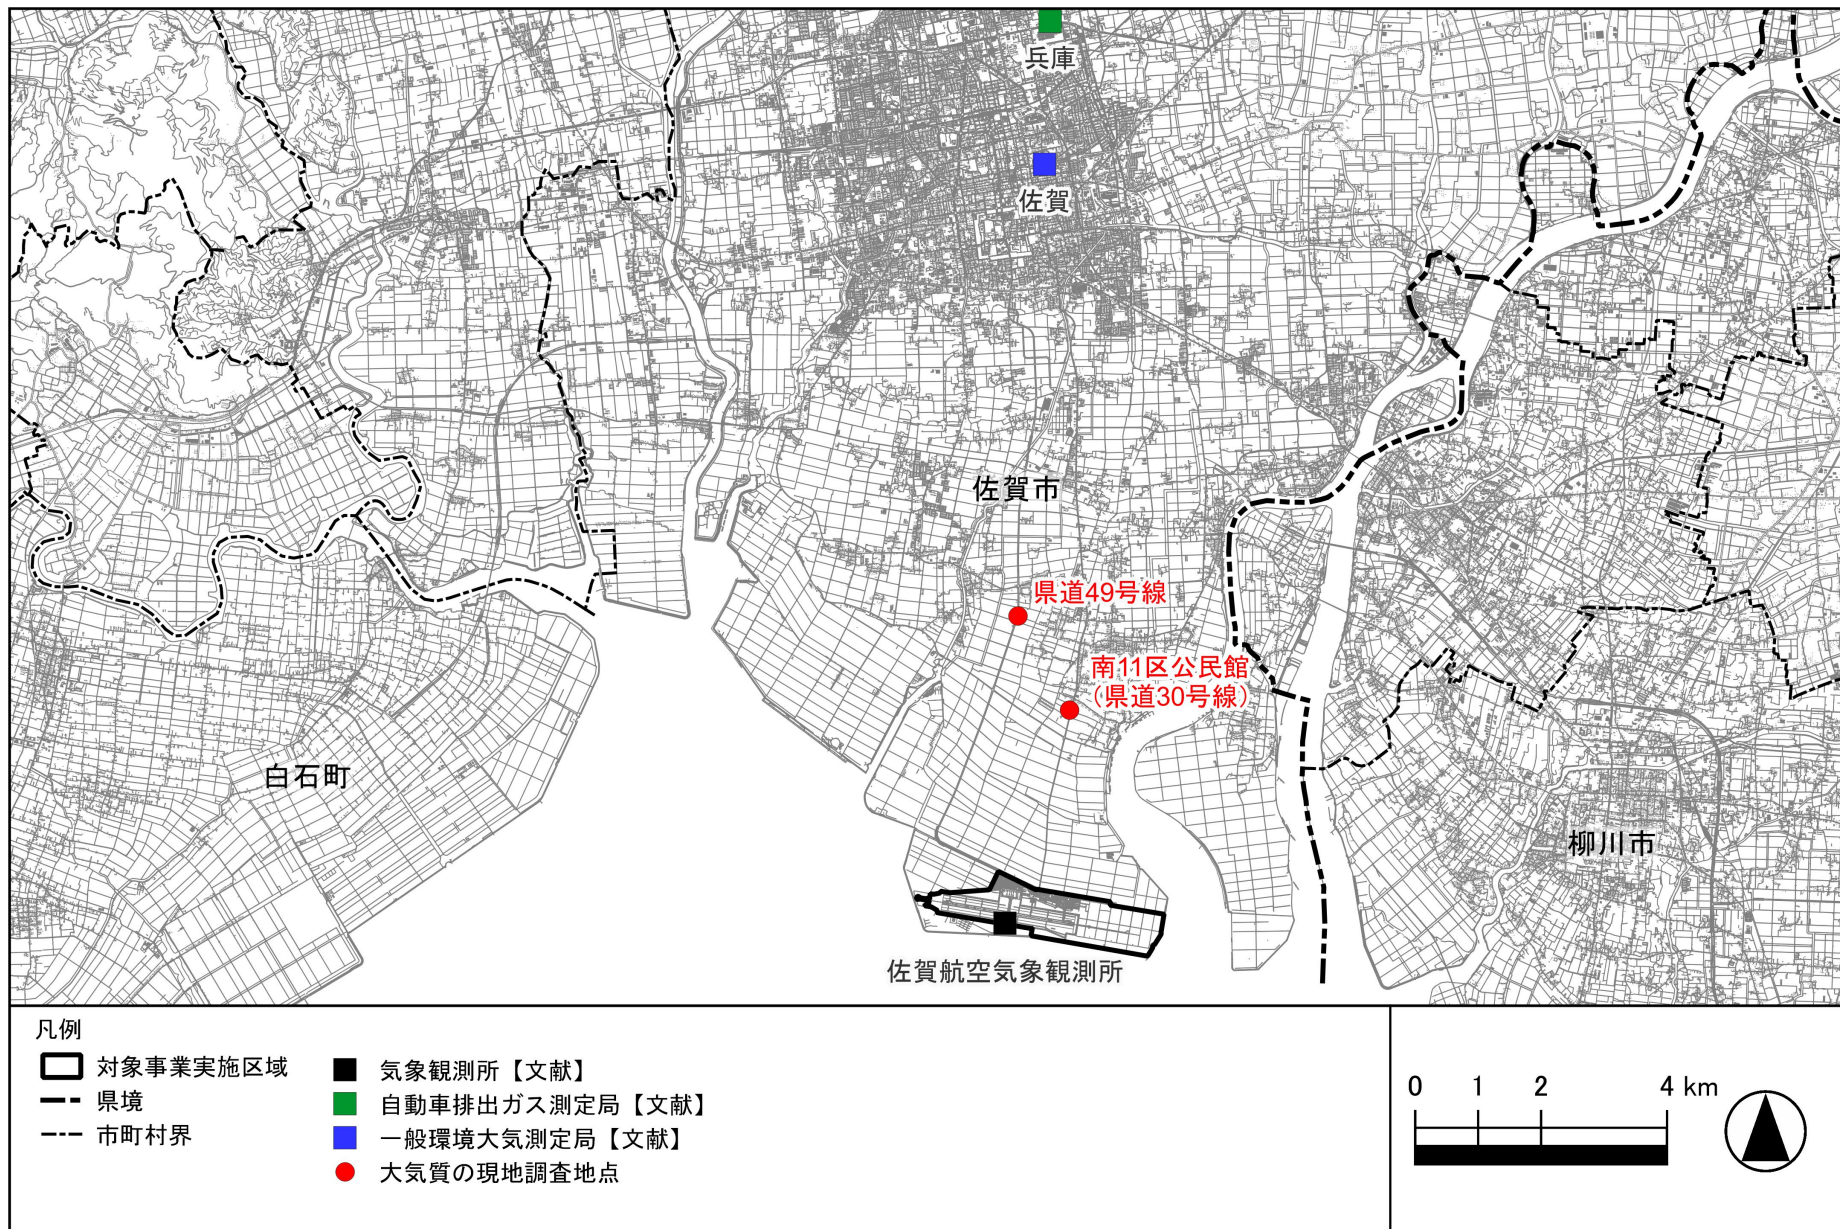 兵庫
佐賀
佐賀市
県道49号線
南11区公民館
（県道30号線）
白石町
柳川市
佐賀航空気象観測所
凡例
対象事業実施区域
県境
市町村界
気象観測所【文献】
自動車排出ガス測定局【文献】
一般環境大気測定局【文献】
大気質の現地調査地点
0 1 2 4 km